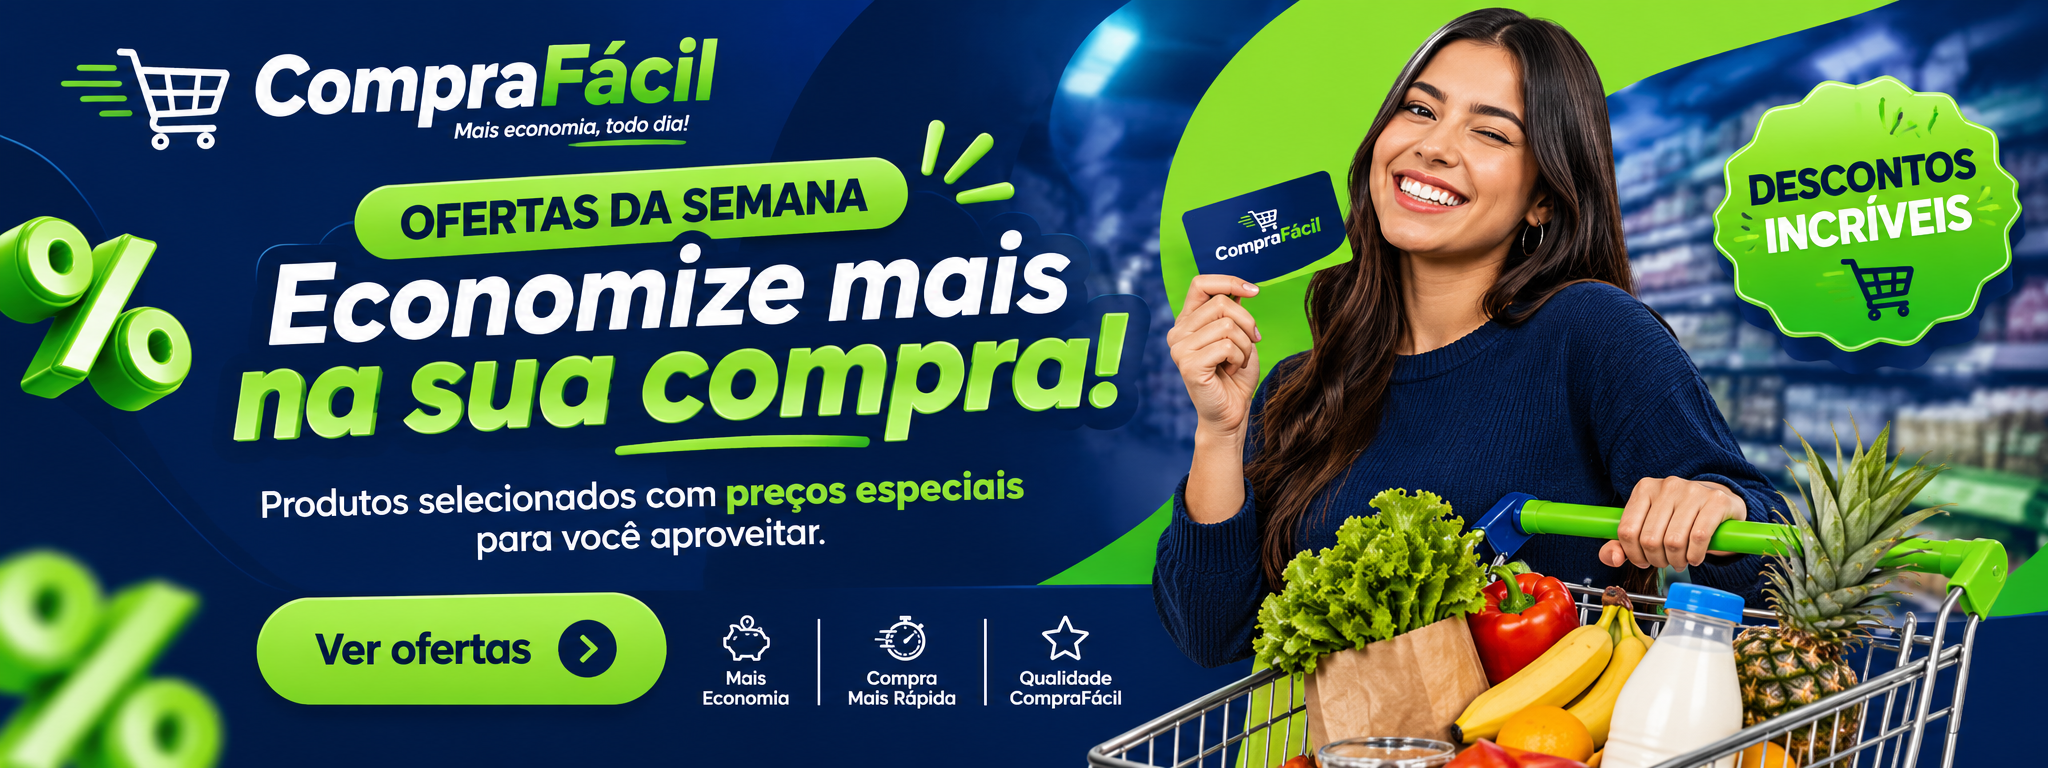 CompraFácil
Mais economia, todo dia!
OFERTAS DA SEMANA
Economize mais
na sua compra!
Produtos selecionados com preços especiais
para você aproveitar.
Ver ofertas
Mais
Economia
Compra
Mais Rápida
Qualidade
CompraFácil
CompraFácil
DESCONTOS
INCRÍVEIS